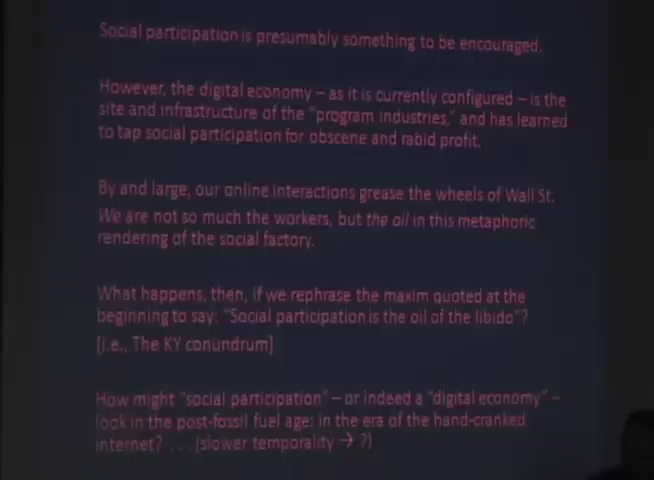 Social participation is presumably something to be encouraged.
However, the digital economy – as it is currently configured – is the
site and infrastructure of the "program industries," and has learned
to tap social participation for obscene and rabid profit.
By and large, our online interactions grease the wheels of Wall St.
We are not so much the workers, but the oil in this metaphoric
rendering of the social factory.
What happens, then, if we rephrase the maxim quoted at the
beginning to say: "Social participation is the oil of the libido"?
[i.e., The KY conundrum]
How might "social participation" – or indeed a "digital economy" –
look in the post-fossil fuel age: in the era of the hand-cranked
internet? . . . (slower temporality → ?)